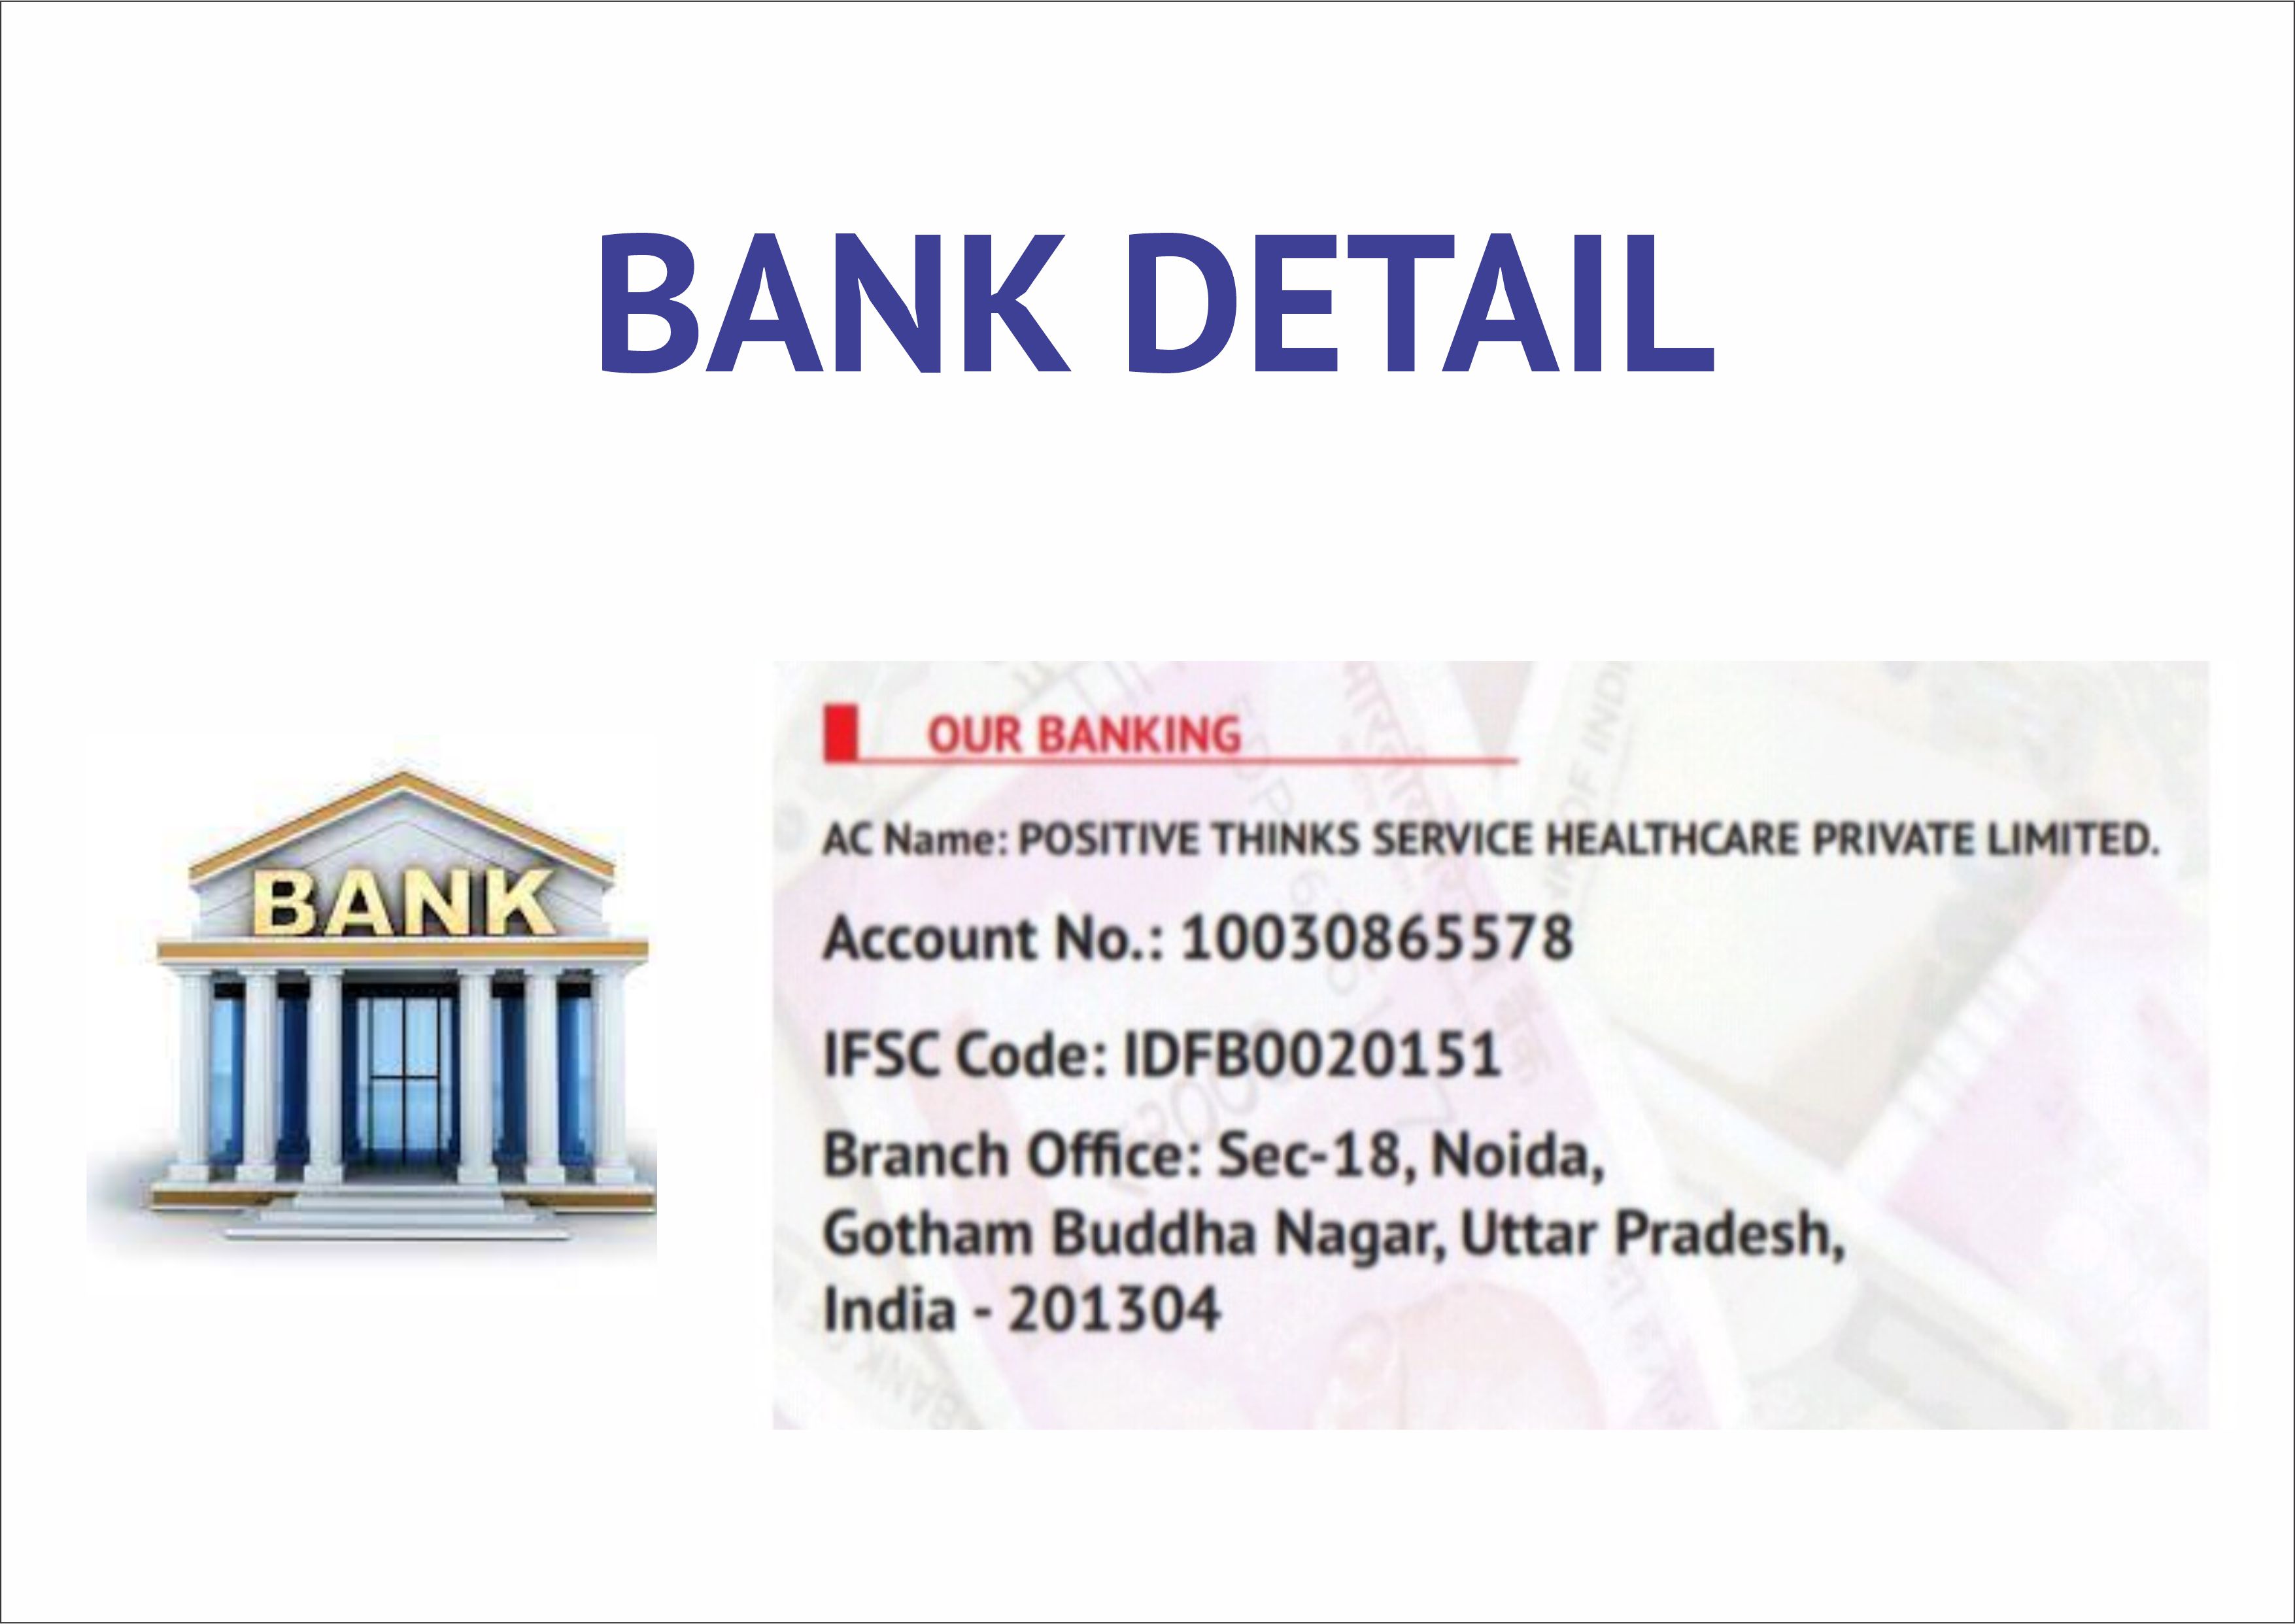 BANK DETAIL
BANK
OUR BANKING
AC Name: POSITIVE THINKS SERVICE HEALTHCARE PRIVATE LIMITED.
Account No.: 10030865578
IFSC Code: IDFB0020151
Branch Office: Sec-18, Noida,
Gotham Buddha Nagar, Uttar Pradesh,
India - 201304